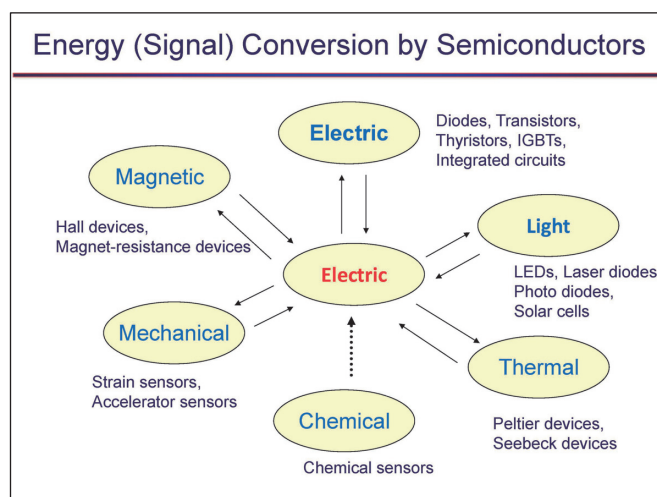 Energy (Signal) Conversion by Semiconductors
Electric
Diodes, Transistors,
Thyristors, IGBTs,
Integrated circuits
Magnetic
Hall devices,
Magnet-resistance devices
Light
LEDs, Laser diodes
Photo diodes,
Solar cells
Electric
Mechanical
Strain sensors,
Accelerator sensors
Thermal
Peltier devices,
Seebeck devices
Chemical
Chemical sensors